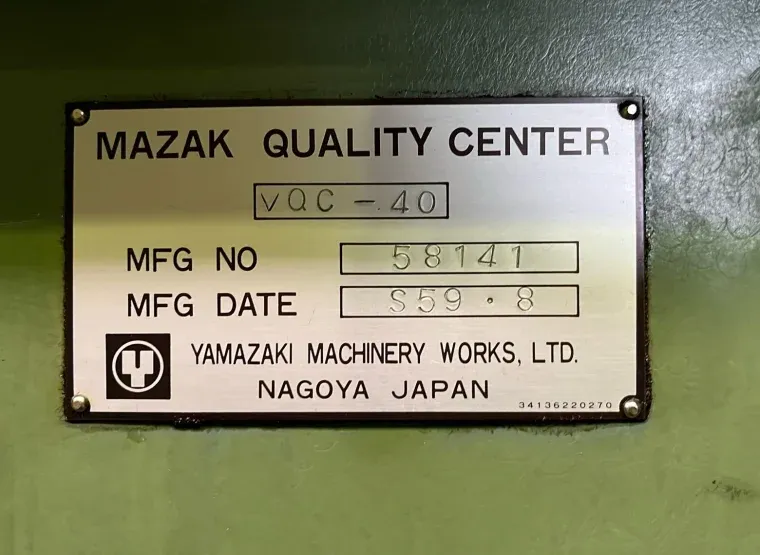 MAZAK QUALITY CENTER
VQC-40
MFG NO 58141
MFG DATE S59.8
YAMAZAKI MACHINERY WORKS, LTD.
NAGOYA JAPAN
34136220270